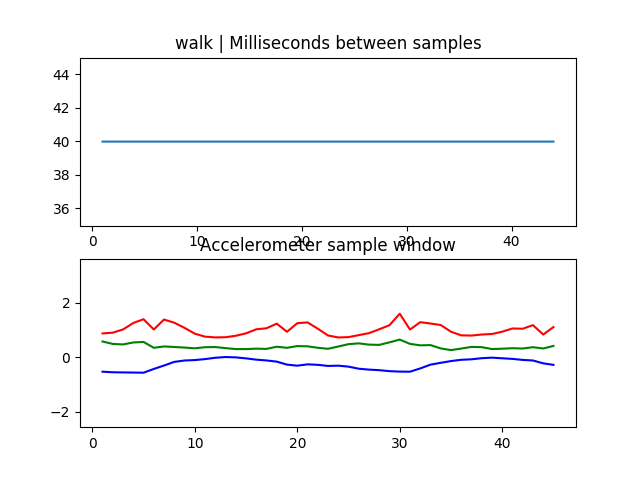 walk | Milliseconds between samples
44
42
40
38
36
0 10 20 30 40
Accelerometer sample window
2
0
−2
0 10 20 30 40